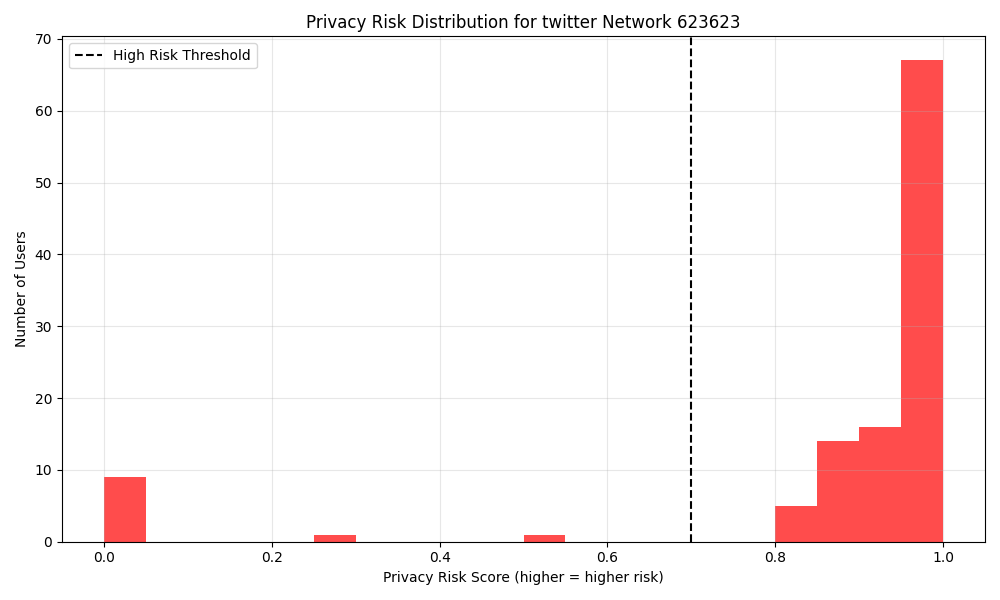 Privacy Risk Distribution for twitter Network 623623
High Risk Threshold
Number of Users
70
60
50
40
30
20
10
0
0.0 0.2 0.4 0.6 0.8 1.0
Privacy Risk Score (higher = higher risk)